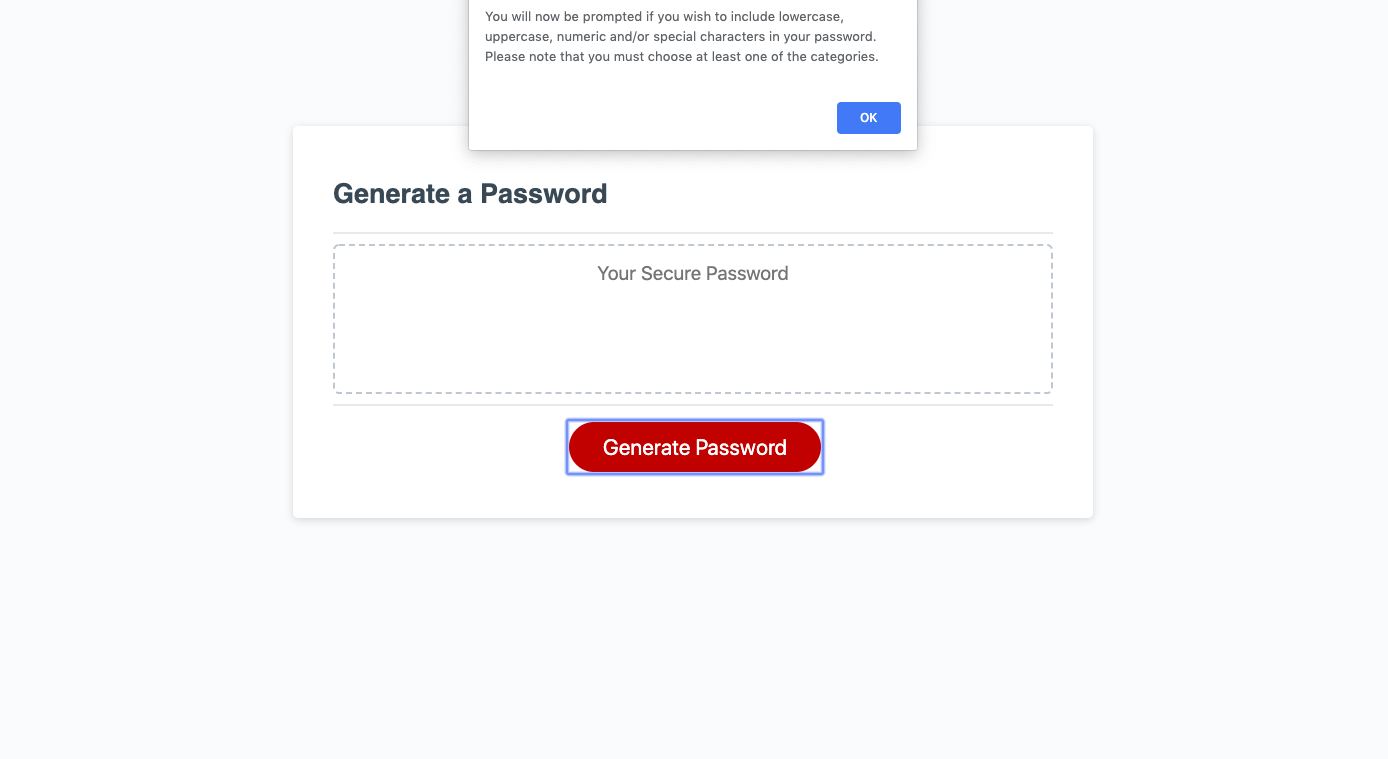 You will now be prompted if you wish to include lowercase,
uppercase, numeric and/or special characters in your password.
Please note that you must choose at least one of the categories.
OK
Generate a Password
Your Secure Password
Generate Password